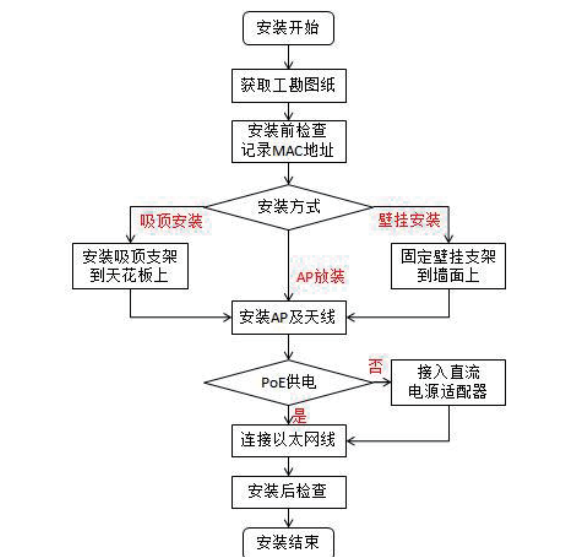 安装开始
获取工勘图纸
安装前检查
记录MAC地址
安装方式
吸顶安装
壁挂安装
安装吸顶支架
到天花板上
AP放装
固定壁挂支架
到墙面上
安装AP及天线
PoE供电
否
接入直流
电源适配器
是
连接以太网线
安装后检查
安装结束